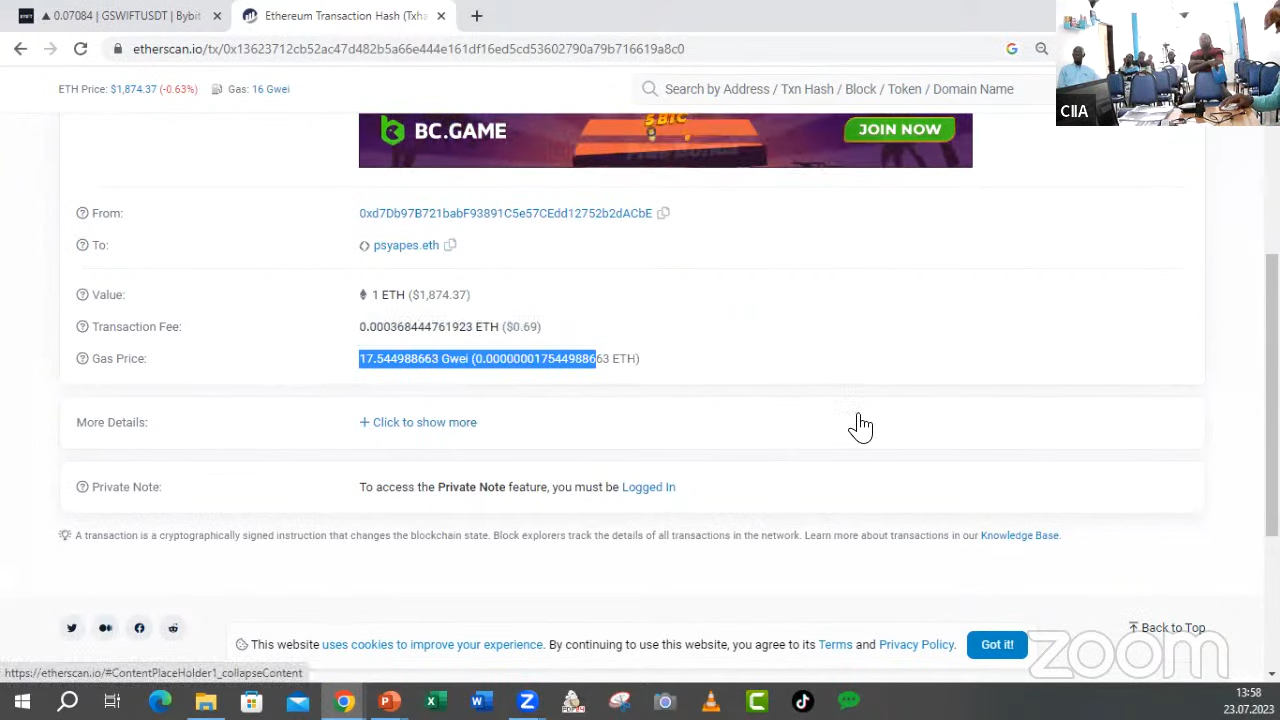 ▲ 0.07084 | GSWIFTUSDT | Bybit
Ethereum Transaction Hash (Txha
etherscan.io/tx/0x13623712cb52ac47d482b5a66e444e161df16ed5cd53602790a79b716619a8c0
ETH Price: $1,874.37 (-0.63%) Gas: 16 Gwei
Search by Address / Txn Hash / Block / Token / Domain Name
CIIA
BC.GAME
5 BTC
JOIN NOW
From: 0xd7Db97B721babF93891C5e57CEdd12752b2dACbE
To: psyapes.eth
Value: 1 ETH ($1,874.37)
Transaction Fee: 0.000368444761923 ETH ($0.69)
Gas Price: 17.544988663 Gwei (0.000000017544988663 ETH)
More Details: + Click to show more
Private Note: To access the Private Note feature, you must be Logged In
A transaction is a cryptographically signed instruction that changes the blockchain state. Block explorers track the details of all transactions in the network. Learn more about transactions in our Knowledge Base.
Back to Top
This website uses cookies to improve your experience. By continuing to use this website, you agree to its Terms and Privacy Policy.
Got it!
zoom
https://etherscan.io/#ContentPlaceHolder1_collapseContent
13:58
23.07.2023